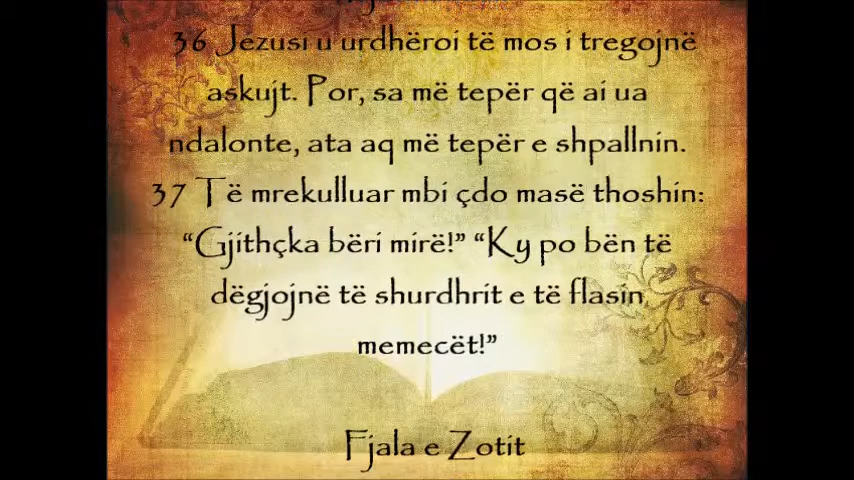 36 Jezusi u urdhëroi të mos i tregojnë
askujt. Por, sa më tepër që ai ua
ndalonte, ata aq më tepër e shpallnin.
37 Të mrekulluar mbi çdo masë thoshin:
“Gjithçka bëri mirë!” “Ky po bën të
dëgjojnë të shurdhrit e të flasin
memecët!”
Fjala e Zotit